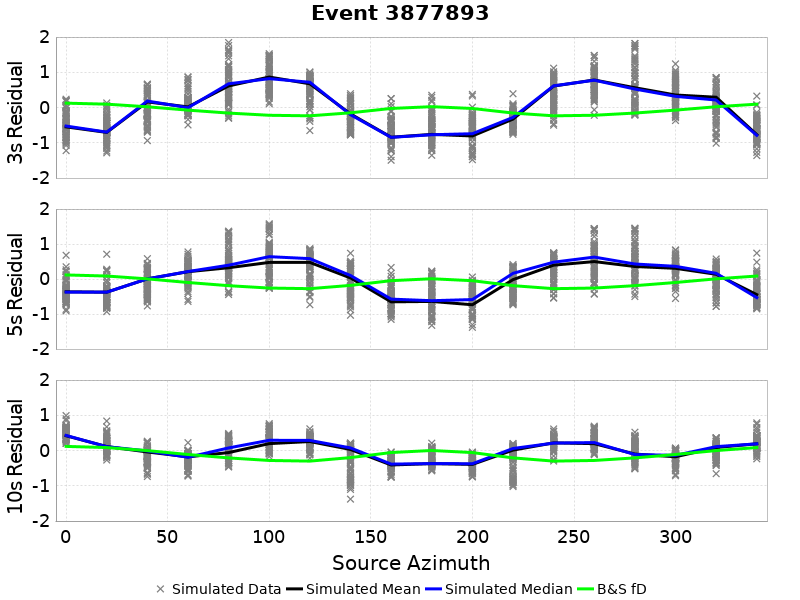 Event 3877893
3s Residual
2
1
0
-1
-2
5s Residual
2
1
0
-1
-2
10s Residual
2
1
0
-1
-2
0 50 100 150 200 250 300
Source Azimuth
Simulated Data Simulated Mean Simulated Median B&S fD